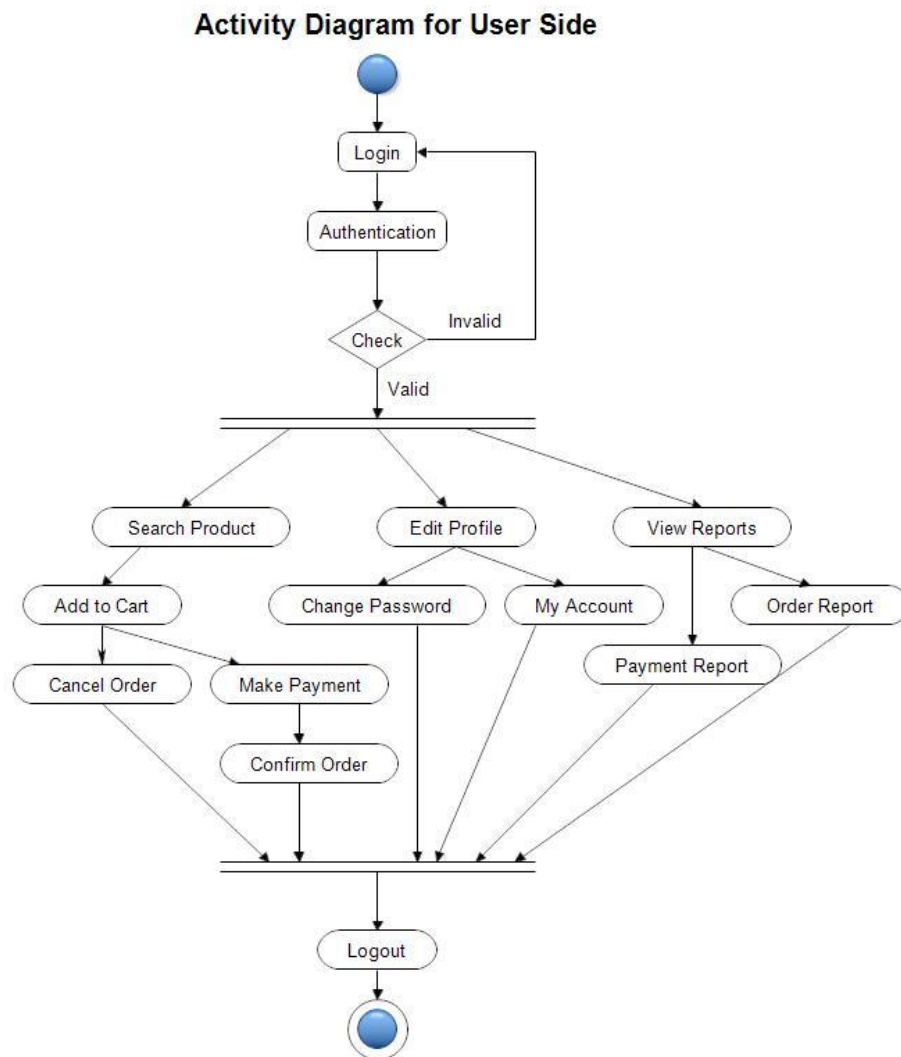 Activity Diagram for User Side
Login
Authentication
Invalid
Check
Valid
Search Product
Edit Profile
View Reports
Add to Cart
Change Password
My Account
Order Report
Payment Report
Cancel Order
Make Payment
Confirm Order
Logout